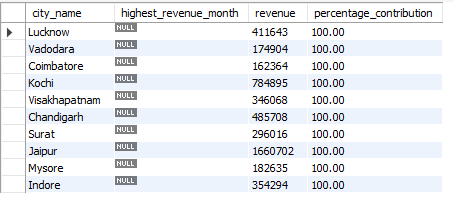 city_name highest_revenue_month revenue percentage_contribution
Lucknow NULL 411643 100.00
Vadodara NULL 174904 100.00
Coimbatore NULL 162364 100.00
Kochi NULL 784895 100.00
Visakhapatnam NULL 346068 100.00
Chandigarh NULL 485708 100.00
Surat NULL 296016 100.00
Jaipur NULL 1660702 100.00
Mysore NULL 182635 100.00
Indore NULL 354294 100.00